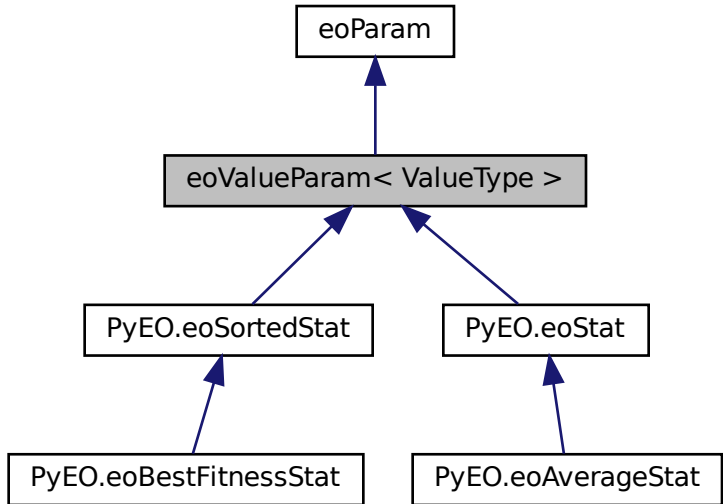 eoParam
eoValueParam< ValueType >
PyEO.eoSortedStat
PyEO.eoStat
PyEO.eoBestFitnessStat
PyEO.eoAverageStat